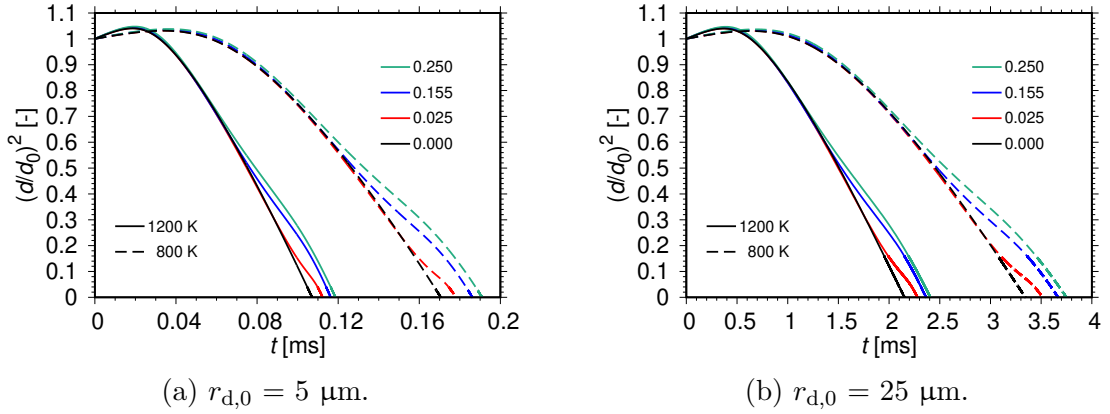 (d/d0)² [-]
1.1
1
0.9
0.8
0.7
0.6
0.5
0.4
0.3
0.2
0.1
0
0.250
0.155
0.025
0.000
1200 K
800 K
0 0.04 0.08 0.12 0.16 0.2
t [ms]
(a) r_d,0 = 5 μm.
(d/d0)² [-]
1.1
1
0.9
0.8
0.7
0.6
0.5
0.4
0.3
0.2
0.1
0
0.250
0.155
0.025
0.000
1200 K
800 K
0 0.5 1 1.5 2 2.5 3 3.5 4
t [ms]
(b) r_d,0 = 25 μm.